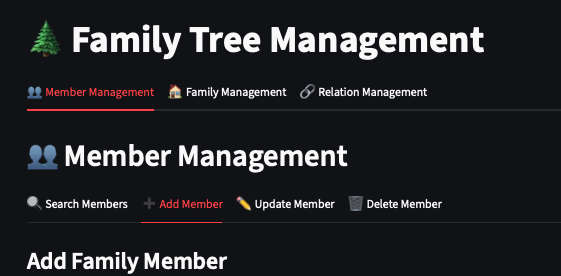 Family Tree Management
Member Management Family Management Relation Management
Member Management
Search Members Add Member Update Member Delete Member
Add Family Member